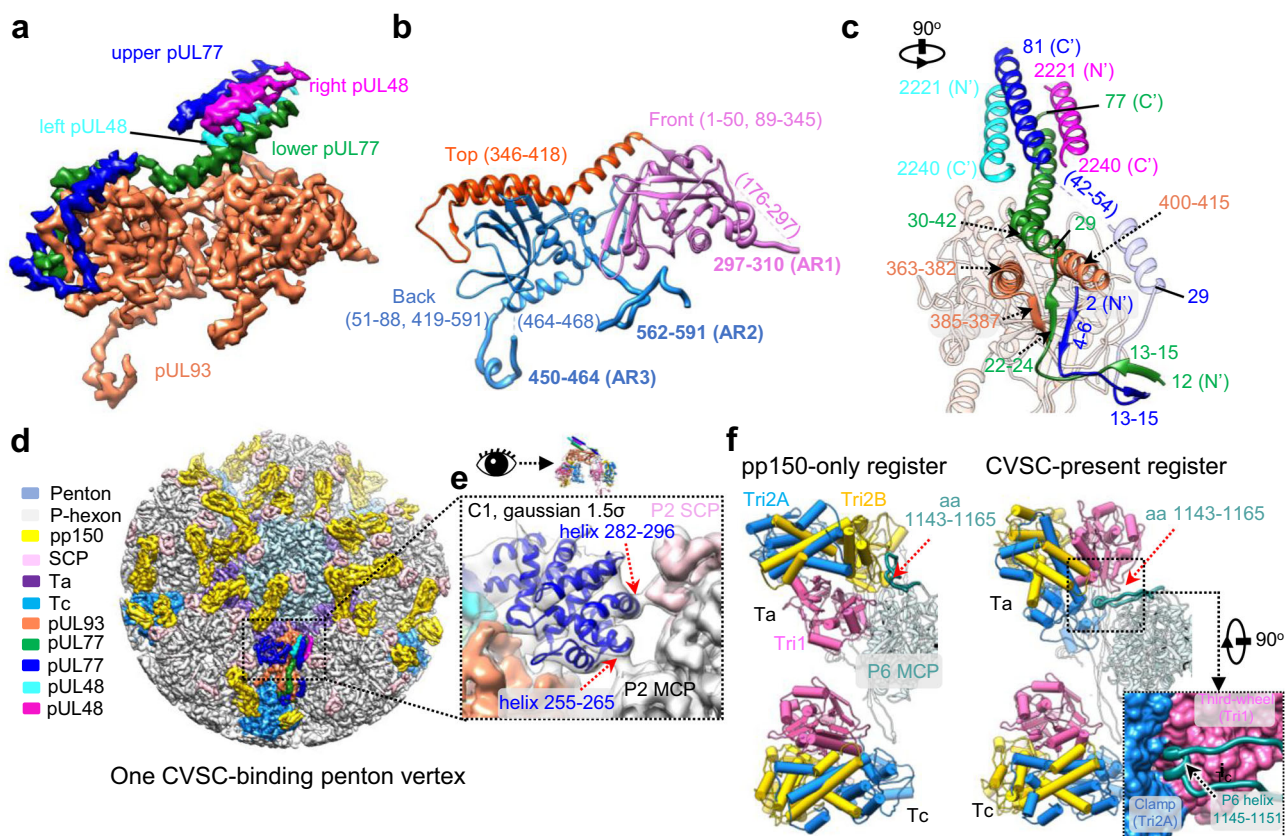 a
upper pUL77
right pUL48
left pUL48
lower pUL77
pUL93
b
Front (1-50, 89-345)
Top (346-418)
(176-297)
297-310 (AR1)
Back
(51-88, 419-591)
(464-468)
562-591 (AR2)
450-464 (AR3)
c
90º
81 (C’)
2221 (N’)
2221 (N’)
77 (C’)
2240 (C’)
2240 (C’)
(42-54)
400-415
30-42
29
363-382
2 (N’)
29
385-387
4-6
22-24
13-15
12 (N’)
13-15
d
Penton
P-hexon
pp150
SCP
Ta
Tc
pUL93
pUL77
pUL77
pUL48
pUL48
One CVSC-binding penton vertex
e
C1, gaussian 1.5σ
P2 SCP
helix 282-296
helix 255-265
P2 MCP
f
pp150-only register
CVSC-present register
Tri2A
Tri2B
aa
1143-1165
aa 1143-1165
Ta
Ta
Tri1
P6 MCP
90º
Third-wheel
(Tri1)
Tc
Clamp
(Tri2A)
P6 helix
1145-1151
Tc
Tc